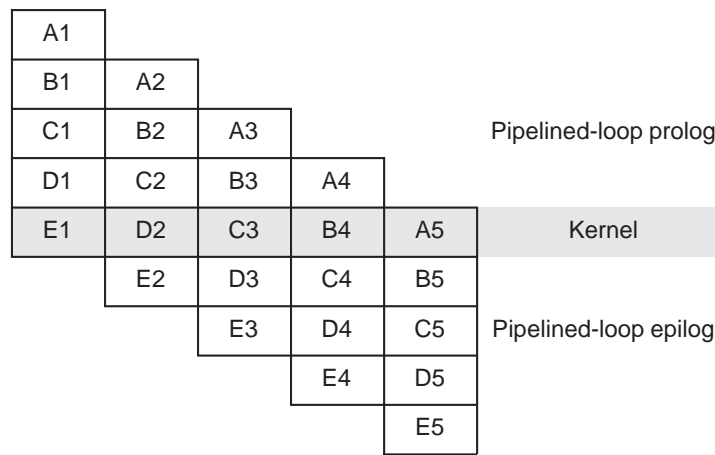 A1
B1 A2
C1 B2 A3 Pipelined-loop prolog
D1 C2 B3 A4
E1 D2 C3 B4 A5 Kernel
E2 D3 C4 B5
E3 D4 C5 Pipelined-loop epilog
E4 D5
E5